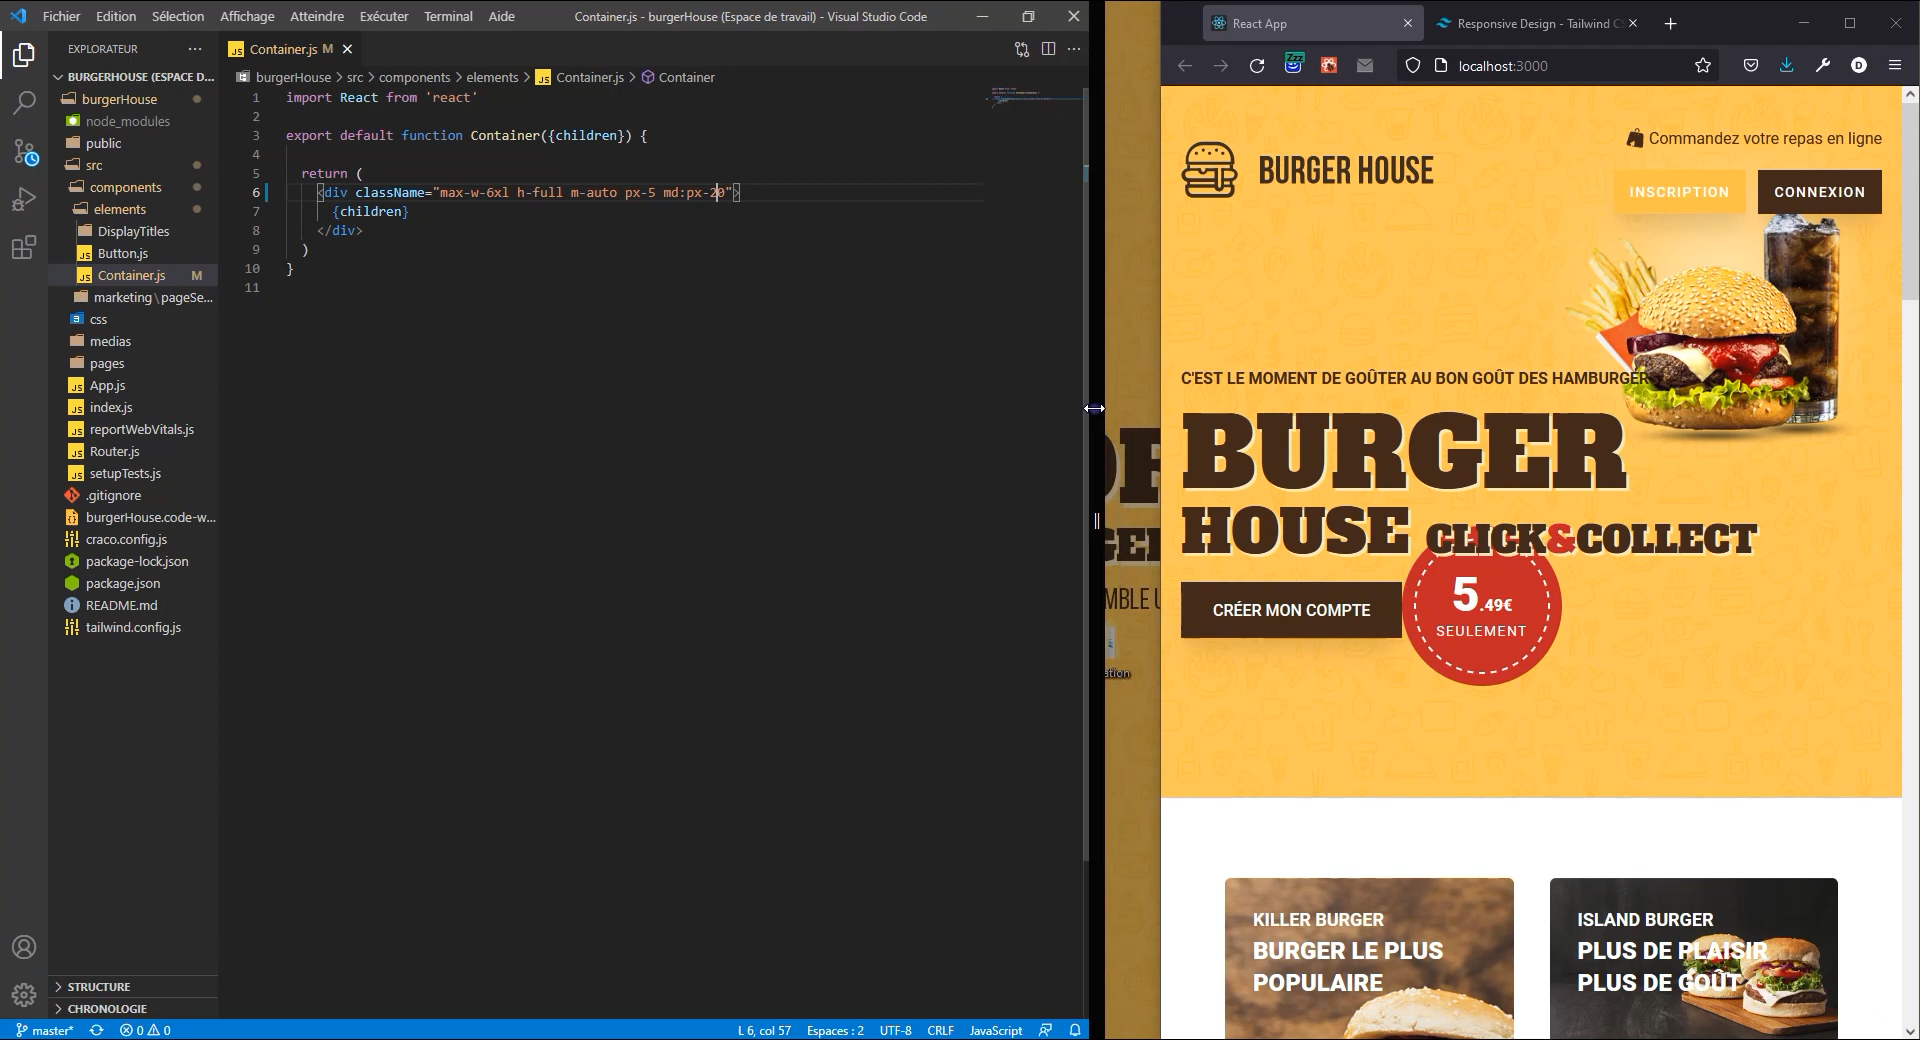 Fichier Edition Sélection Affichage Atteindre Exécuter Terminal Aide
Container.js - burgerHouse (Espace de travail) - Visual Studio Code
EXPLORATEUR
BURGERHOUSE (ESPACE D...
burgerHouse
node_modules
public
src
components
elements
DisplayTitles
Button.js
Container.js M
marketing\pageSe...
css
medias
pages
App.js
index.js
reportWebVitals.js
Router.js
setupTests.js
.gitignore
burgerHouse.code-w...
craco.config.js
package-lock.json
package.json
README.md
tailwind.config.js
STRUCTURE
CHRONOLOGIE
Container.js M
burgerHouse > src > components > elements > Container.js > Container
1 import React from 'react'
2
3 export default function Container({children}) {
4
5 return (
6 <div className="max-w-6xl h-full m-auto px-5 md:px-20">
7 {children}
8 </div>
9 )
10 }
11
master* 0 0
L 6, col 57 Espaces : 2 UTF-8 CRLF JavaScript
MBLE
ation
React App
Responsive Design - Tailwind CS
localhost:3000
Commandez votre repas en ligne
BURGER HOUSE
INSCRIPTION CONNEXION
C'EST LE MOMENT DE GOÛTER AU BON GOÛT DES HAMBURGER
BURGER
HOUSE CLICK&COLLECT
5.49€
SEULEMENT
CRÉER MON COMPTE
KILLER BURGER
BURGER LE PLUS
POPULAIRE
ISLAND BURGER
PLUS DE PLAISIR
PLUS DE GOÛT